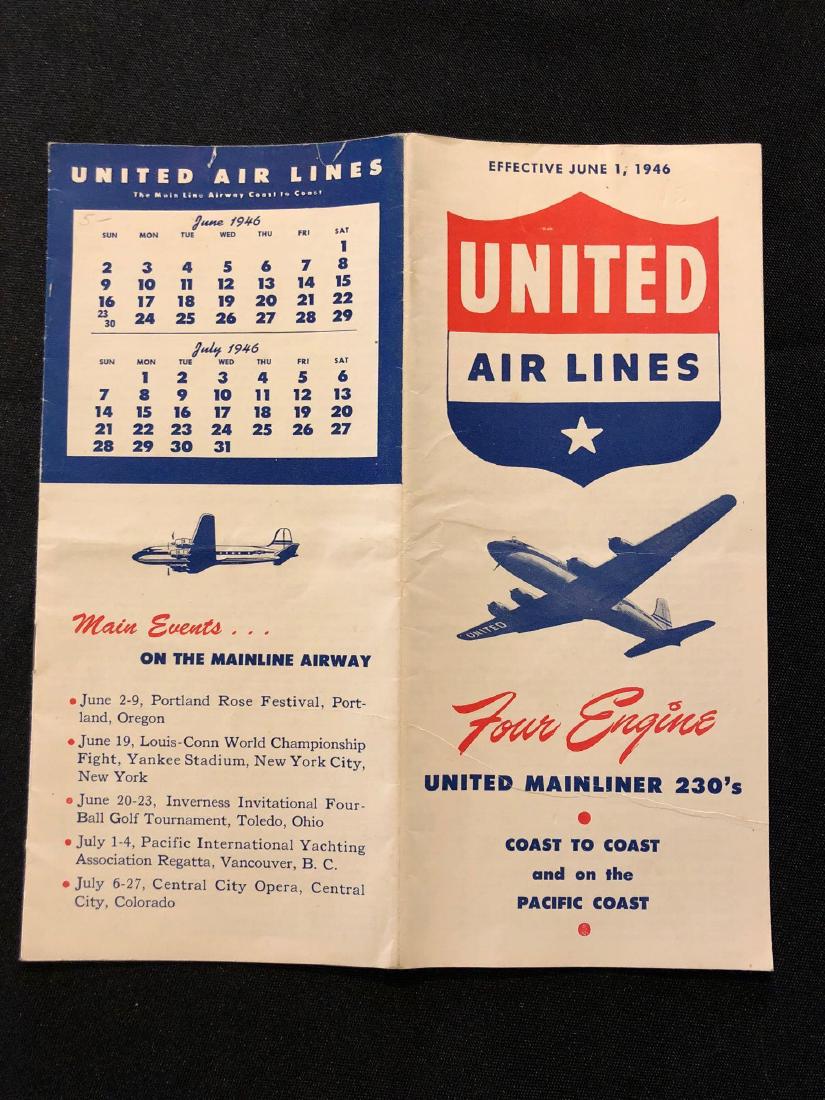 UNITED AIR LINES
The Main Line Airway Coast to Coast
5-
June 1946
SUN MON TUE WED THU FRI SAT
1
2 3 4 5 6 7 8
9 10 11 12 13 14 15
16 17 18 19 20 21 22
23 30 24 25 26 27 28 29
July 1946
SUN MON TUE WED THU FRI SAT
1 2 3 4 5 6
7 8 9 10 11 12 13
14 15 16 17 18 19 20
21 22 23 24 25 26 27
28 29 30 31
Main Events...
ON THE MAINLINE AIRWAY
• June 2-9, Portland Rose Festival, Port-
land, Oregon
• June 19, Louis-Conn World Championship
Fight, Yankee Stadium, New York City,
New York
• June 20-23, Inverness Invitational Four-
Ball Golf Tournament, Toledo, Ohio
• July 1-4, Pacific International Yachting
Association Regatta, Vancouver, B. C.
• July 6-27, Central City Opera, Central
City, Colorado
EFFECTIVE JUNE 1, 1946
UNITED
AIR LINES
UNITED
Four Engine
UNITED MAINLINER 230's
COAST TO COAST
and on the
PACIFIC COAST